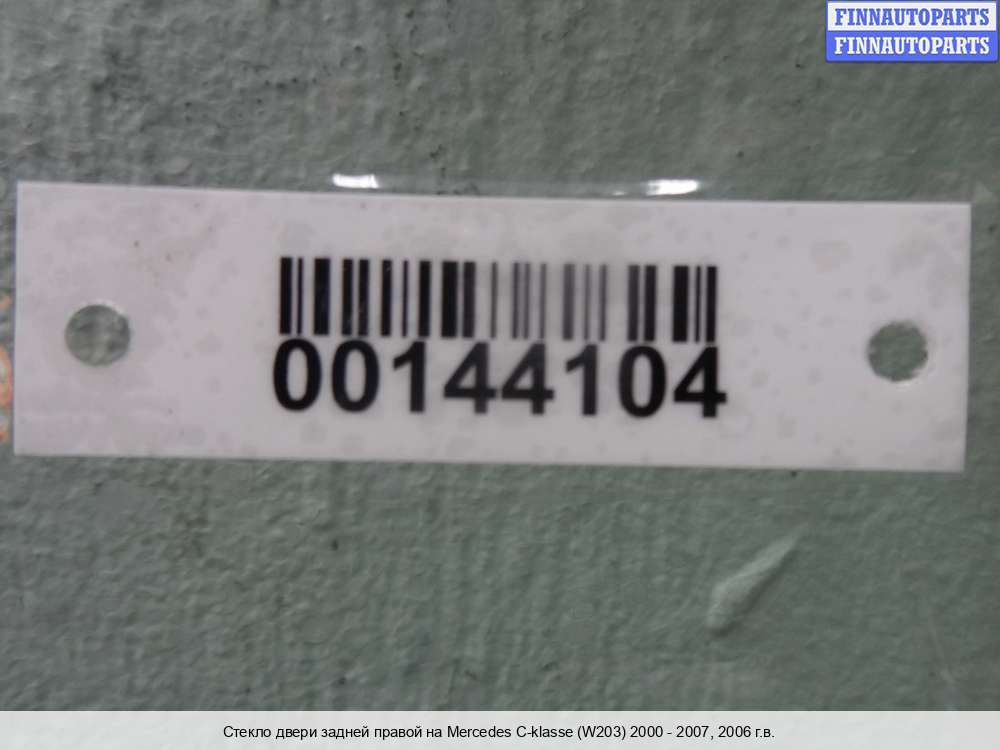 FINNAUTOPARTS
FINNAUTOPARTS
00144104
Стекло двери задней правой на Mercedes C-klasse (W203) 2000 - 2007, 2006 г.в.